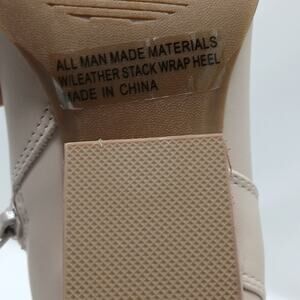 ALL MAN MADE MATERIALS
W/LEATHER STACK WRAP HEEL
MADE IN CHINA